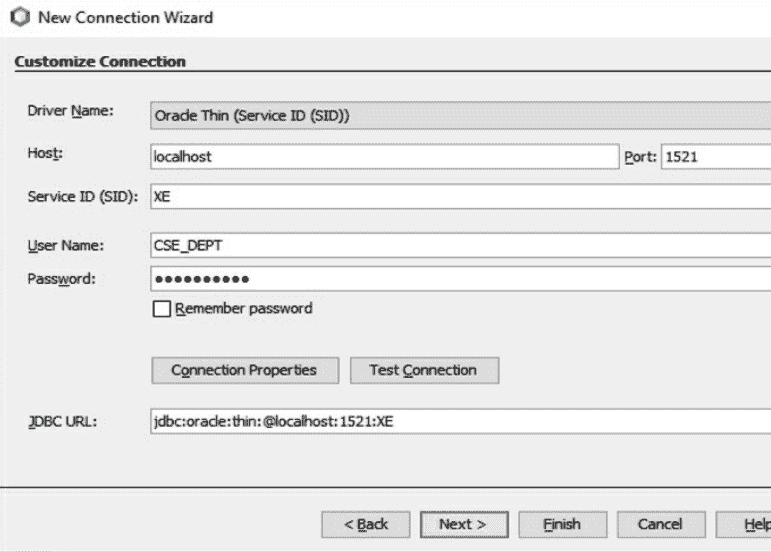 New Connection Wizard
Customize Connection
Driver Name: Oracle Thin (Service ID (SID))
Host: localhost Port: 1521
Service ID (SID): XE
User Name: CSE_DEPT
Password: ●●●●●●●●●●
Remember password
Connection Properties Test Connection
JDBC URL: jdbc:oracle:thin:@localhost:1521:XE
< Back Next > Finish Cancel Help